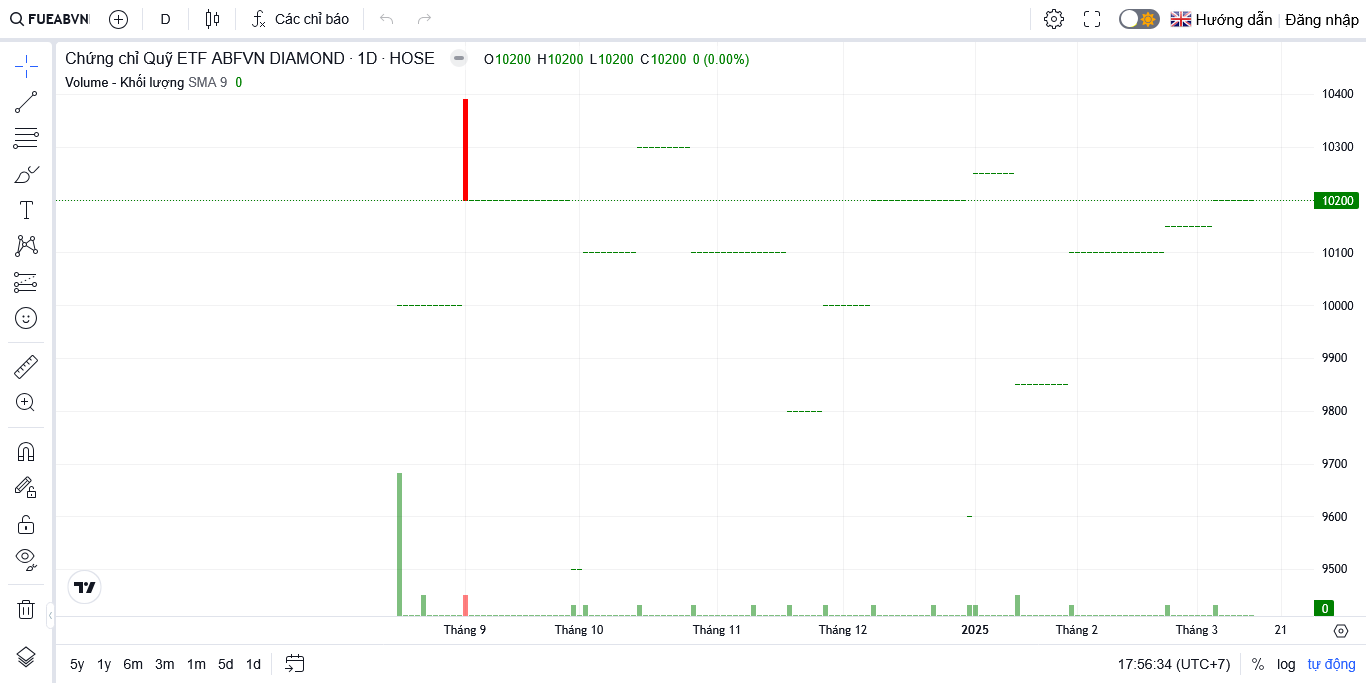 FUEABVN D Các chỉ báo Hướng dẫn Đăng nhập
Chứng chỉ Quỹ ETF ABFVN DIAMOND · 1D · HOSE O10200 H10200 L10200 C10200 0 (0.00%)
Volume - Khối lượng SMA 9 0
10400
10300
10200
10100
10000
9900
9800
9700
9600
9500
0
Tháng 9 Tháng 10 Tháng 11 Tháng 12 2025 Tháng 2 Tháng 3 21
5y 1y 6m 3m 1m 5d 1d 17:56:34 (UTC+7) % log tự động